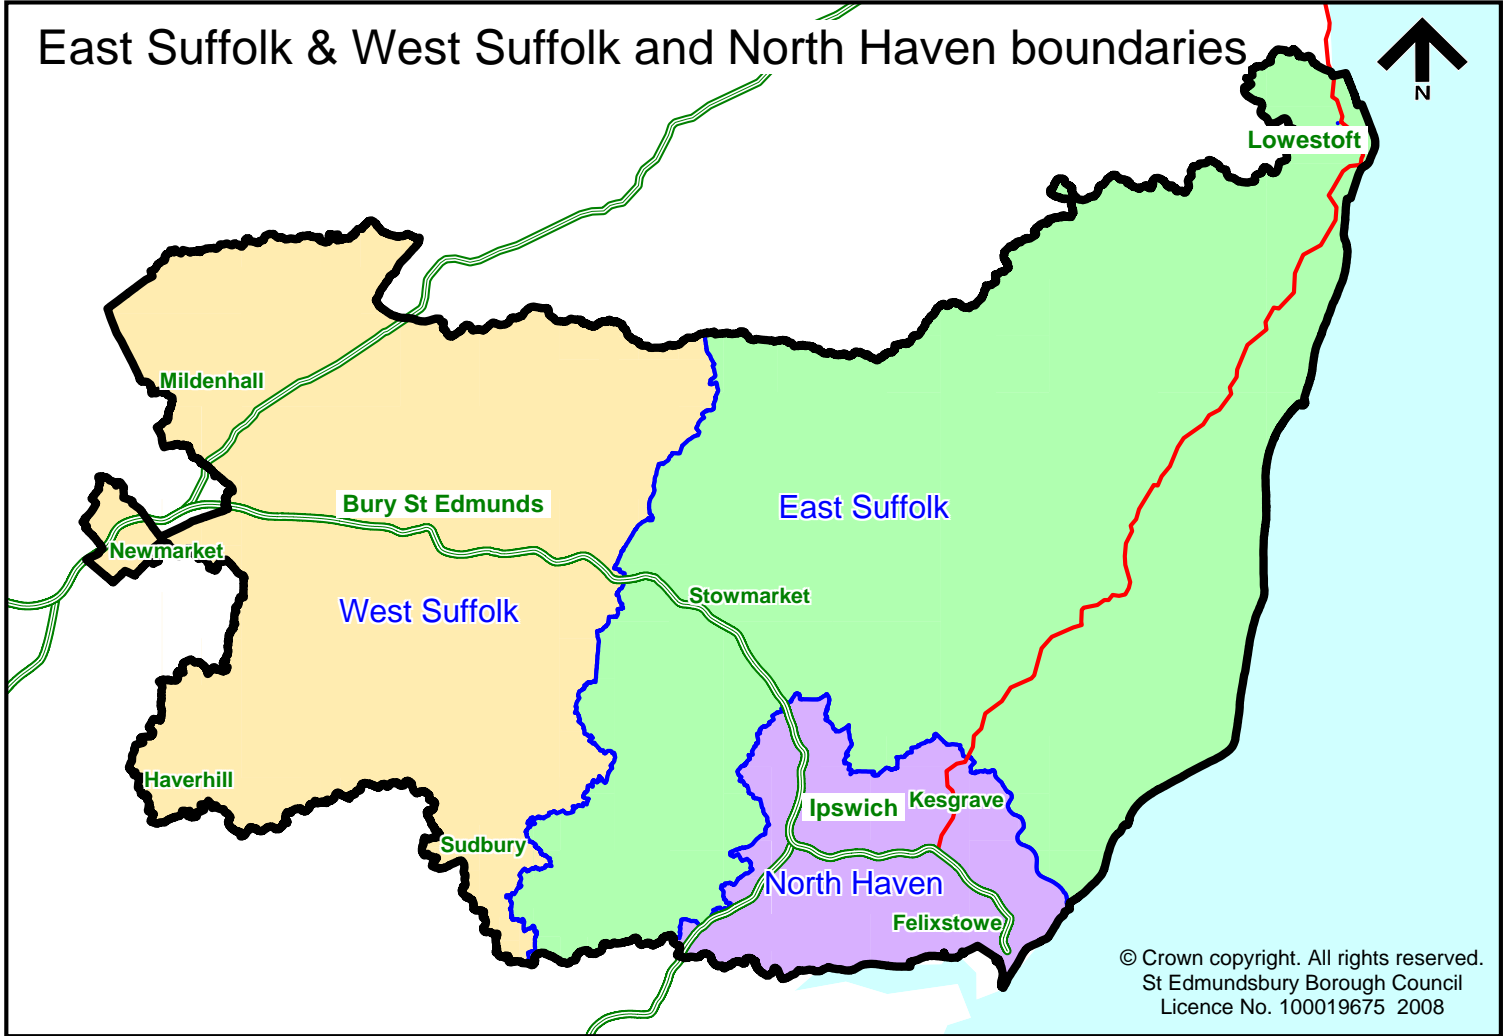 East Suffolk & West Suffolk and North Haven boundaries
N
Lowestoft
Mildenhall
Bury St Edmunds
East Suffolk
Newmarket
Stowmarket
West Suffolk
Haverhill
Ipswich
Kesgrave
Sudbury
North Haven
Felixstowe
© Crown copyright. All rights reserved.
St Edmundsbury Borough Council
Licence No. 100019675 2008